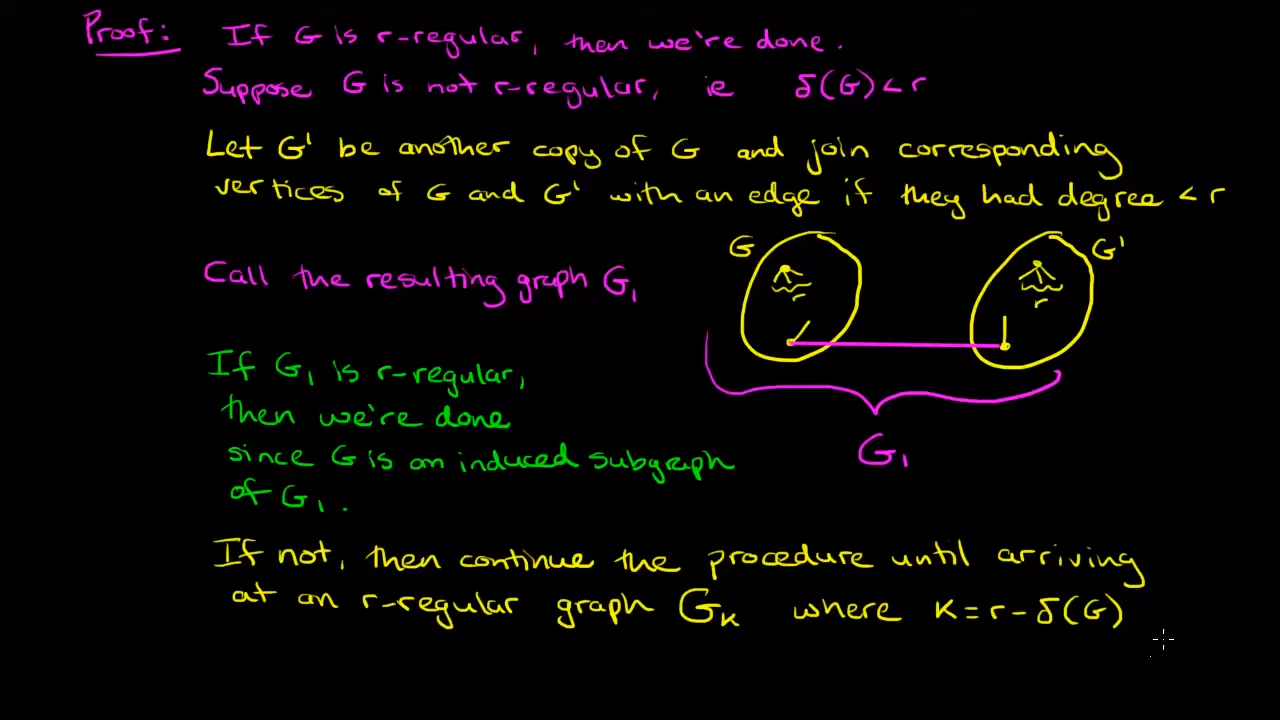 Proof: If G is r-regular, then we're done.
Suppose G is not r-regular, ie δ(G) < r
Let G' be another copy of G and join corresponding
vertices of G and G' with an edge if they had degree < r
G
G'
Call the resulting graph G₁
r
r
If G₁ is r-regular,
then we're done
since G is an induced subgraph
of G₁.
G₁
If not, then continue the procedure until arriving
at an r-regular graph Gₖ where k = r - δ(G)